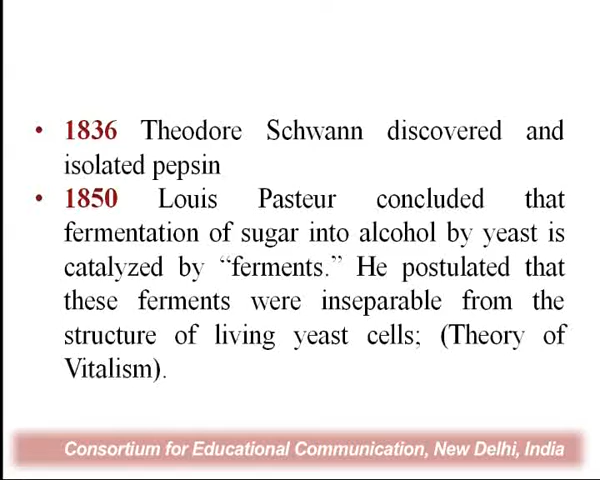 • 1836 Theodore Schwann discovered and
isolated pepsin
• 1850 Louis Pasteur concluded that
fermentation of sugar into alcohol by yeast is
catalyzed by “ferments.” He postulated that
these ferments were inseparable from the
structure of living yeast cells; (Theory of
Vitalism).
Consortium for Educational Communication, New Delhi, India